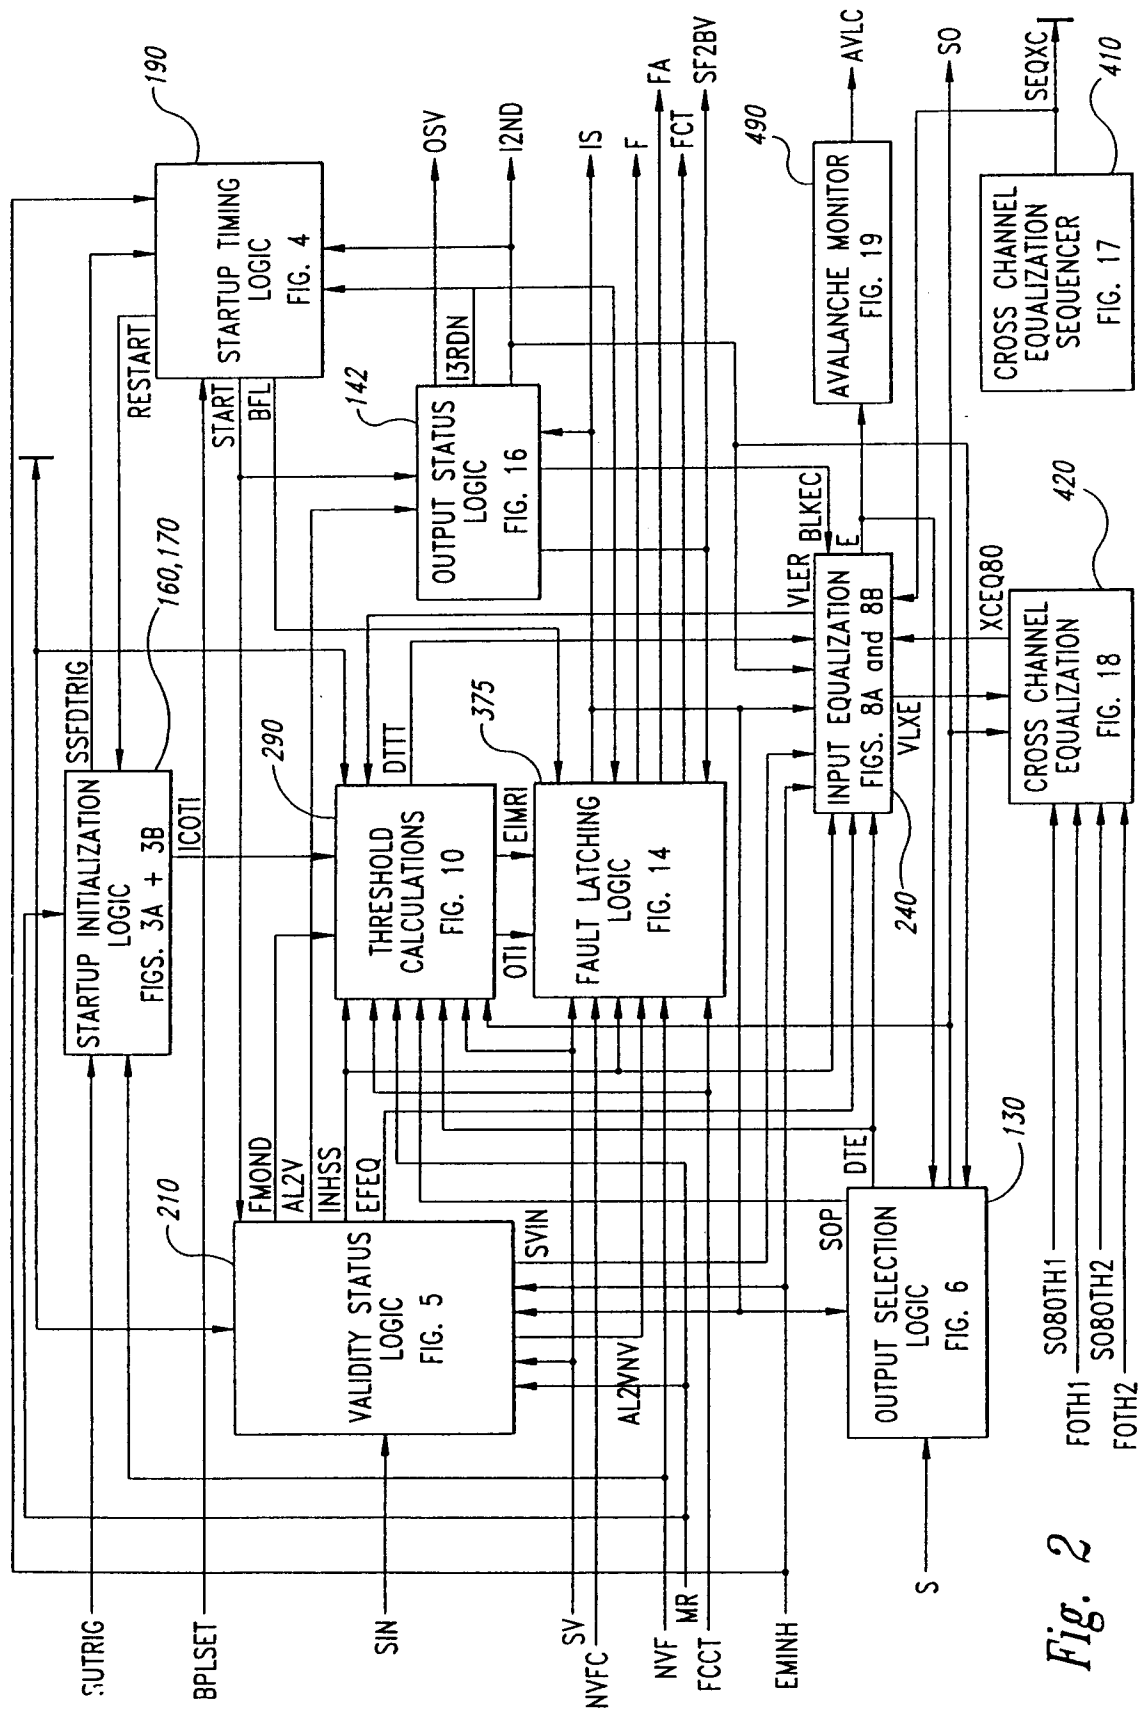 SUTRIG
BPLSET
SIN
SV
NVFC
NVF
MR
FCCT
EMINH
S
STARTUP INITIALIZATION
LOGIC
FIGS. 3A + 3B
160,170
SSFDTRIG
ICOTI
RESTART
STARTUP TIMING
LOGIC
FIG. 4
190
START
BFL
VALIDITY STATUS
LOGIC
FIG. 5
210
FMOND
AL2V
INHSS
EFEQ
SVIN
AL2VNV
THRESHOLD
CALCULATIONS
FIG. 10
290
DTTT
OTI
EIMRI
FAULT LATCHING
LOGIC
FIG. 14
375
OUTPUT STATUS
LOGIC
FIG. 16
142
I3RDN
OSV
I2ND
IS
F
FA
FCT
SF2BV
VLER
BLKEC
E
INPUT EQUALIZATION
FIGS. 8A and 8B
240
VLXE
XCEQ80
AVALANCHE MONITOR
FIG. 19
490
AVLC
SO
SEQXC
OUTPUT SELECTION
LOGIC
FIG. 6
130
SOP
DTE
CROSS CHANNEL
EQUALIZATION
FIG. 18
420
CROSS CHANNEL
EQUALIZATION
SEQUENCER
FIG. 17
410
SO8OTH1
FOTH1
SO8OTH2
FOTH2
Fig. 2